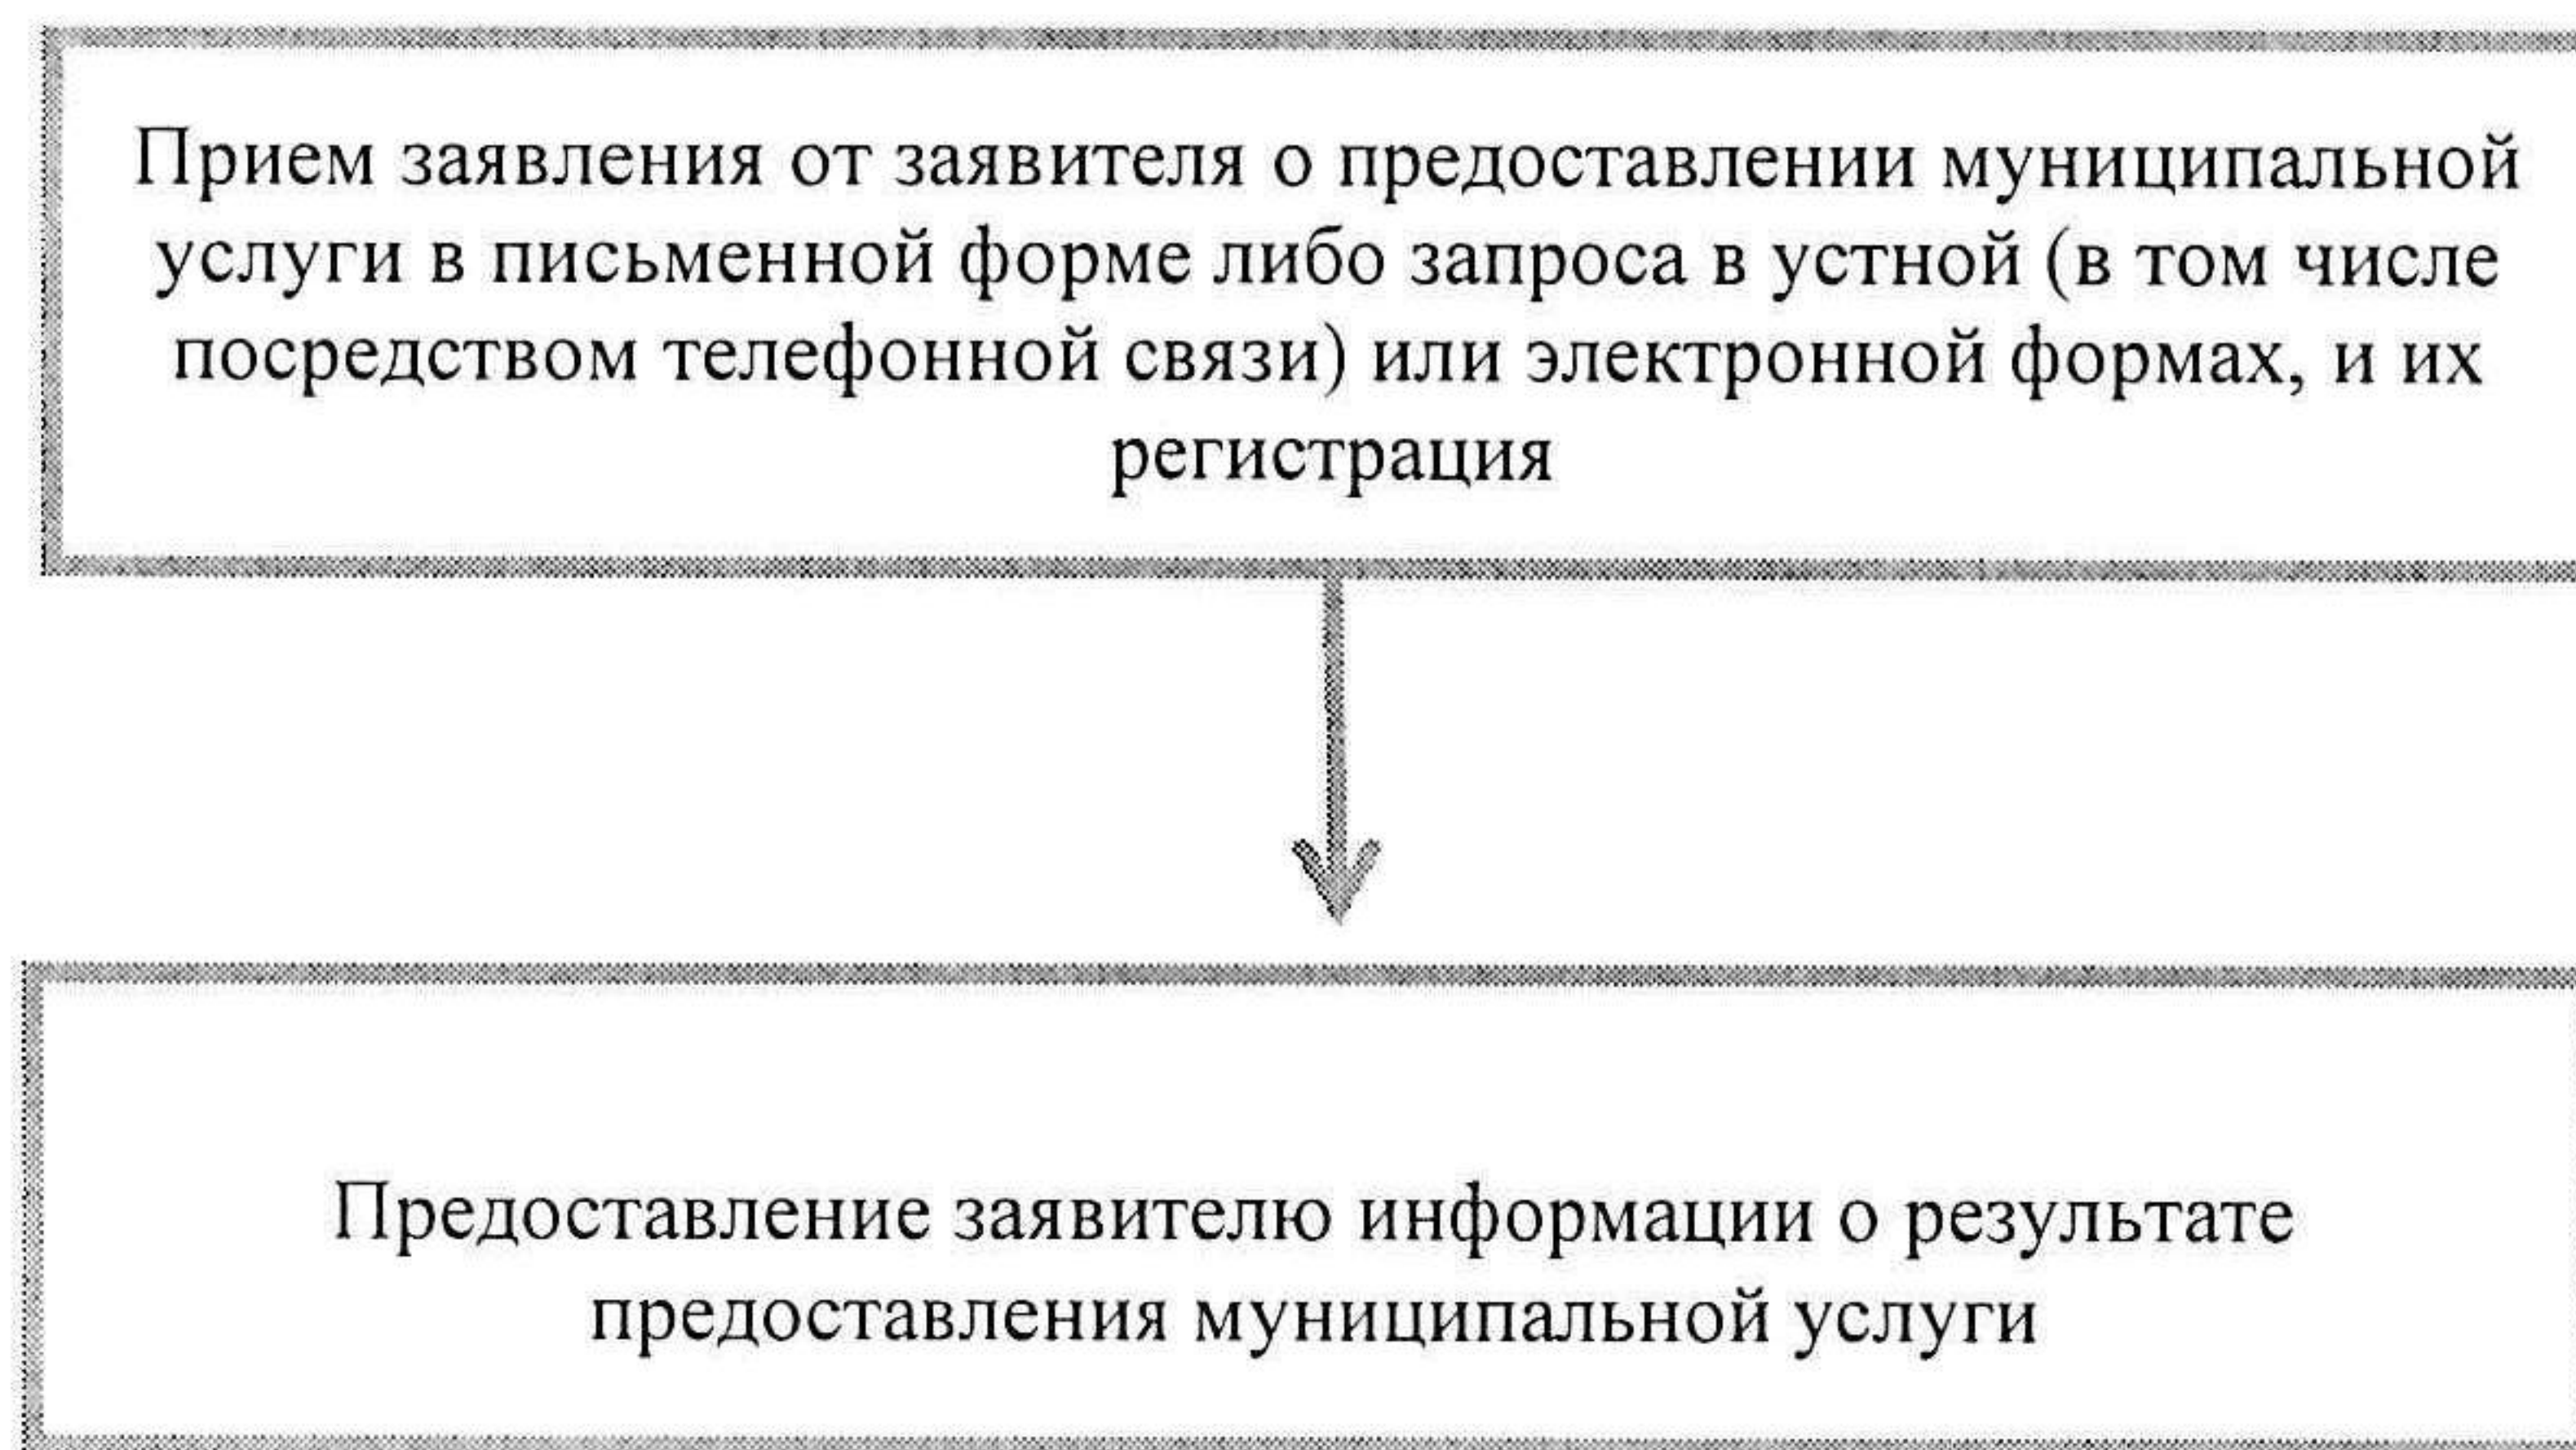 Прием заявления от заявителя о предоставлении муниципальной
услуги в письменной форме либо запроса в устной (в том числе
посредством телефонной связи) или электронной формах, и их
регистрация
Предоставление заявителю информации о результате
предоставления муниципальной услуги